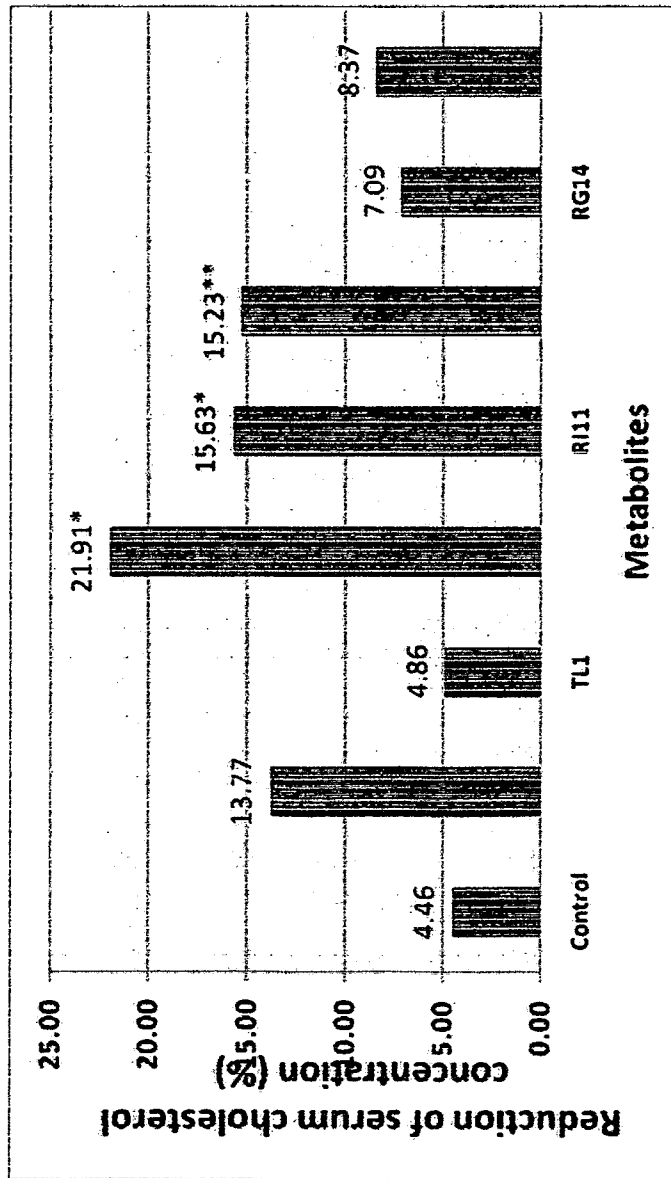 Reduction of serum cholesterol
concentration (%)
25.00
20.00
15.00
10.00
5.00
0.00
4.46
13.77
4.86
21.91*
15.63*
15.23**
7.09
8.37
Control
TL1
RI11
RG14
Metabolites